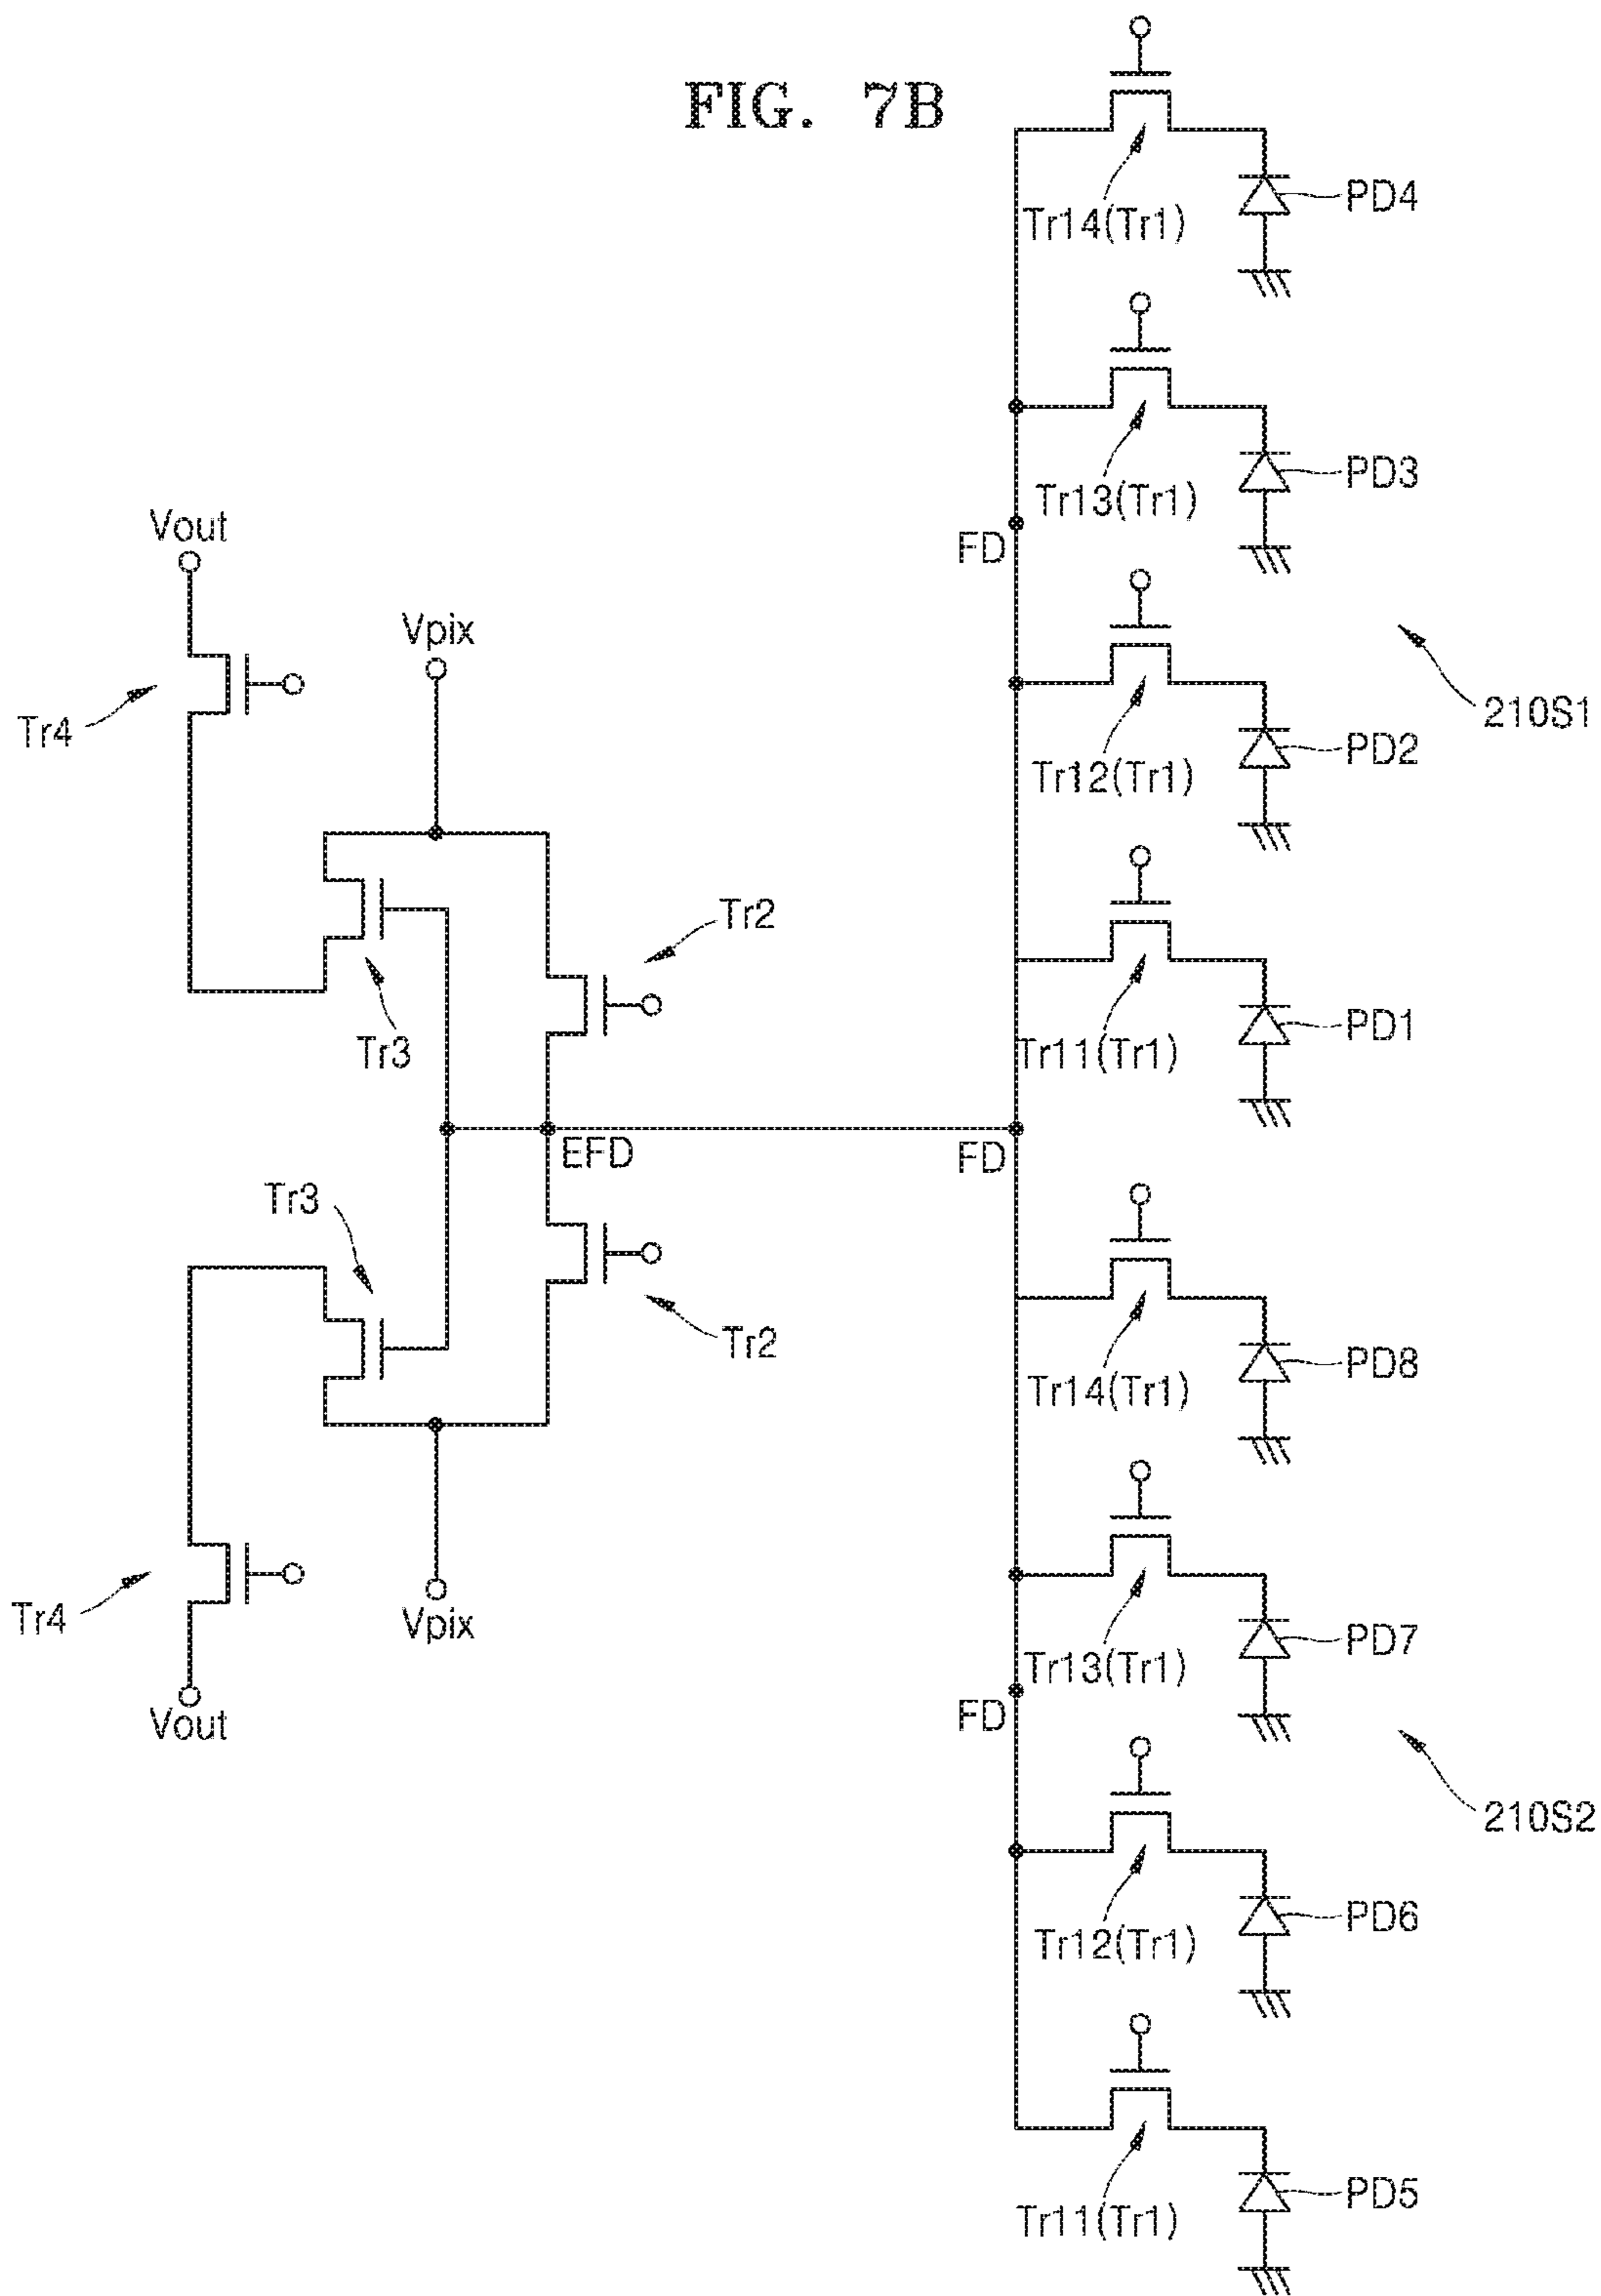 FIG. 7B
PD4
Tr14(Tr1)
PD3
Tr13(Tr1)
Vout
FD
Vpix
Tr4
210S1
PD2
Tr12(Tr1)
Tr2
PD1
Tr3
Tr11(Tr1)
EFD
FD
Tr3
Tr2
PD8
Tr14(Tr1)
Tr4
Vpix
PD7
Tr13(Tr1)
Vout
FD
210S2
PD6
Tr12(Tr1)
PD5
Tr11(Tr1)